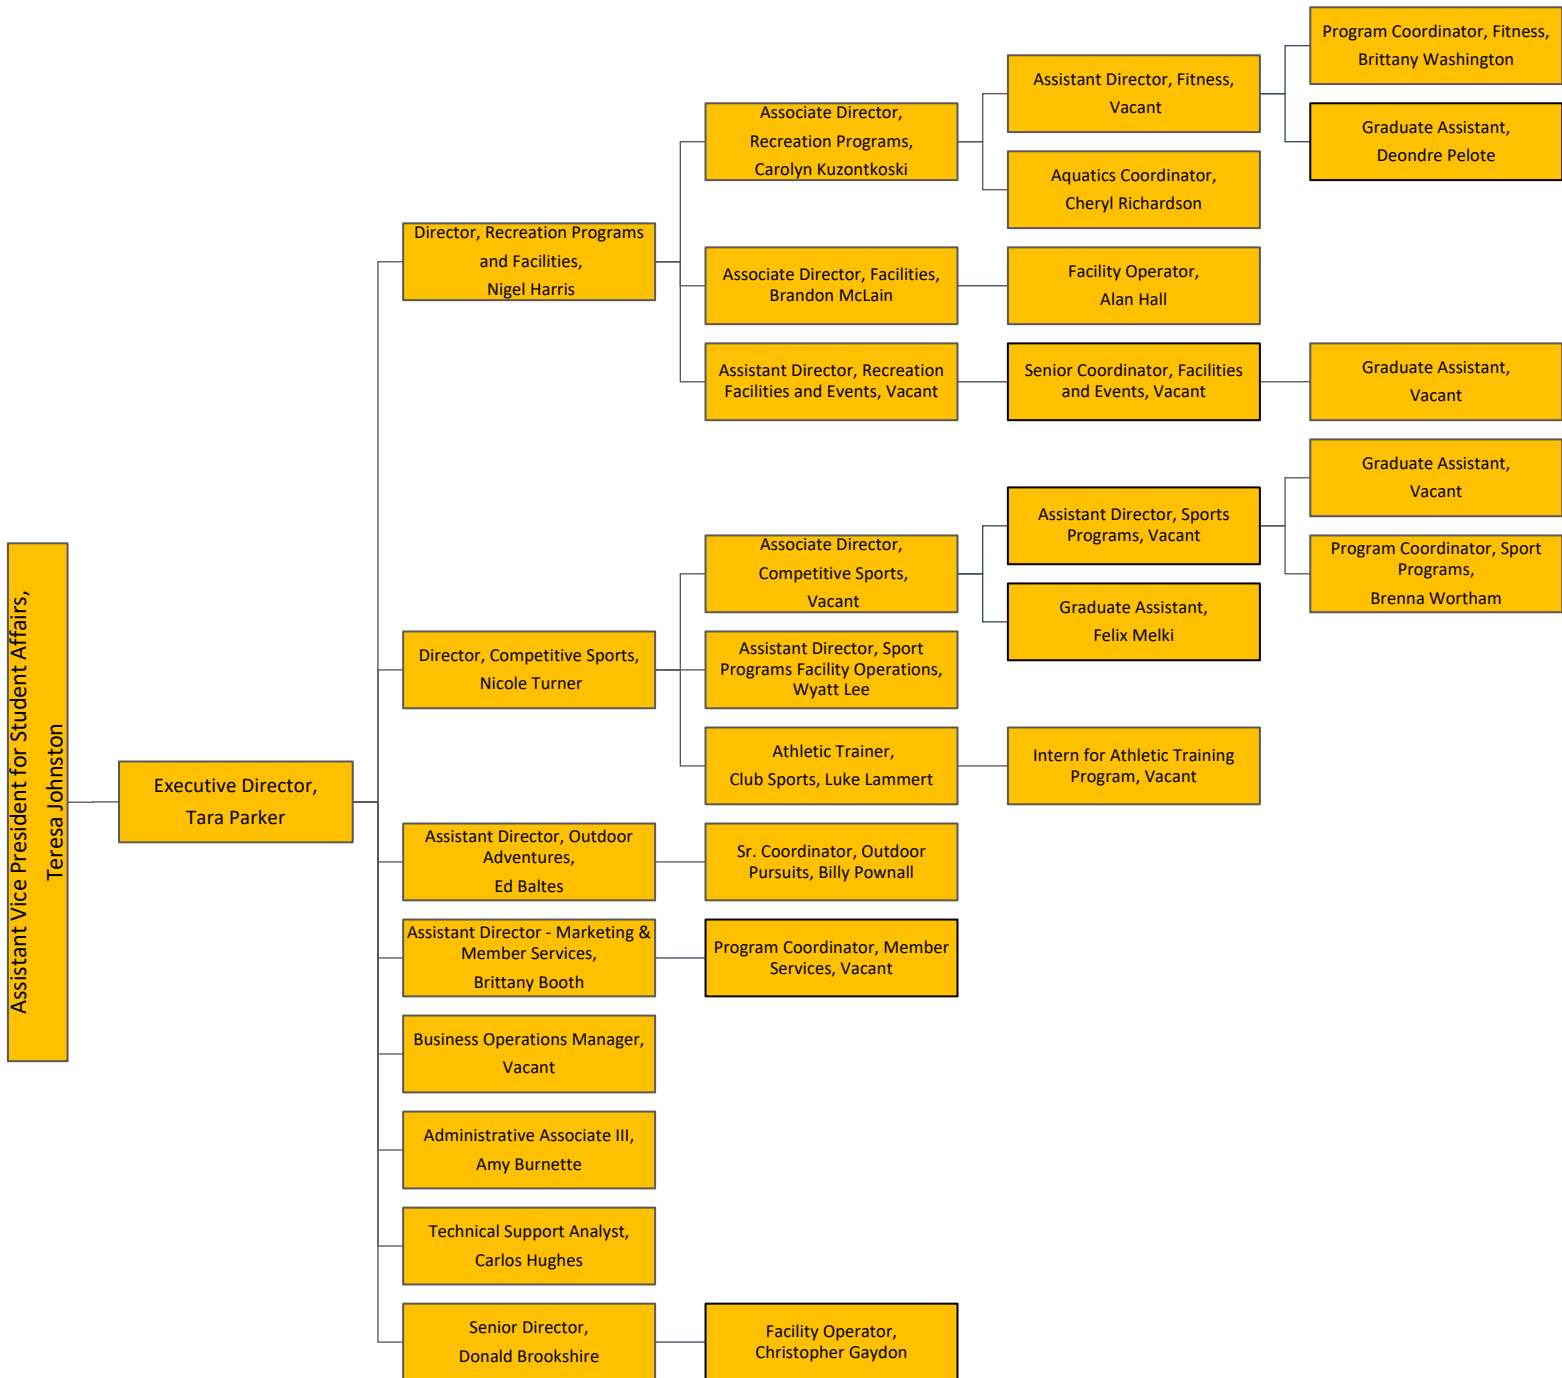 Assistant Vice President for Student Affairs,
Teresa Johnston
Executive Director,
Tara Parker
Director, Recreation Programs
and Facilities,
Nigel Harris
Associate Director,
Recreation Programs,
Carolyn Kuzontkoski
Assistant Director, Fitness,
Vacant
Program Coordinator, Fitness,
Brittany Washington
Graduate Assistant,
Deondre Pelote
Aquatics Coordinator,
Cheryl Richardson
Associate Director, Facilities,
Brandon McLain
Facility Operator,
Alan Hall
Assistant Director, Recreation
Facilities and Events, Vacant
Senior Coordinator, Facilities
and Events, Vacant
Graduate Assistant,
Vacant
Director, Competitive Sports,
Nicole Turner
Associate Director,
Competitive Sports,
Vacant
Assistant Director, Sports
Programs, Vacant
Graduate Assistant,
Vacant
Program Coordinator, Sport
Programs,
Brenna Wortham
Graduate Assistant,
Felix Melki
Assistant Director, Sport
Programs Facility Operations,
Wyatt Lee
Athletic Trainer,
Club Sports, Luke Lammert
Intern for Athletic Training
Program, Vacant
Assistant Director, Outdoor
Adventures,
Ed Baltes
Sr. Coordinator, Outdoor
Pursuits, Billy Pownall
Assistant Director - Marketing &
Member Services,
Brittany Booth
Program Coordinator, Member
Services, Vacant
Business Operations Manager,
Vacant
Administrative Associate III,
Amy Burnette
Technical Support Analyst,
Carlos Hughes
Senior Director,
Donald Brookshire
Facility Operator,
Christopher Gaydon